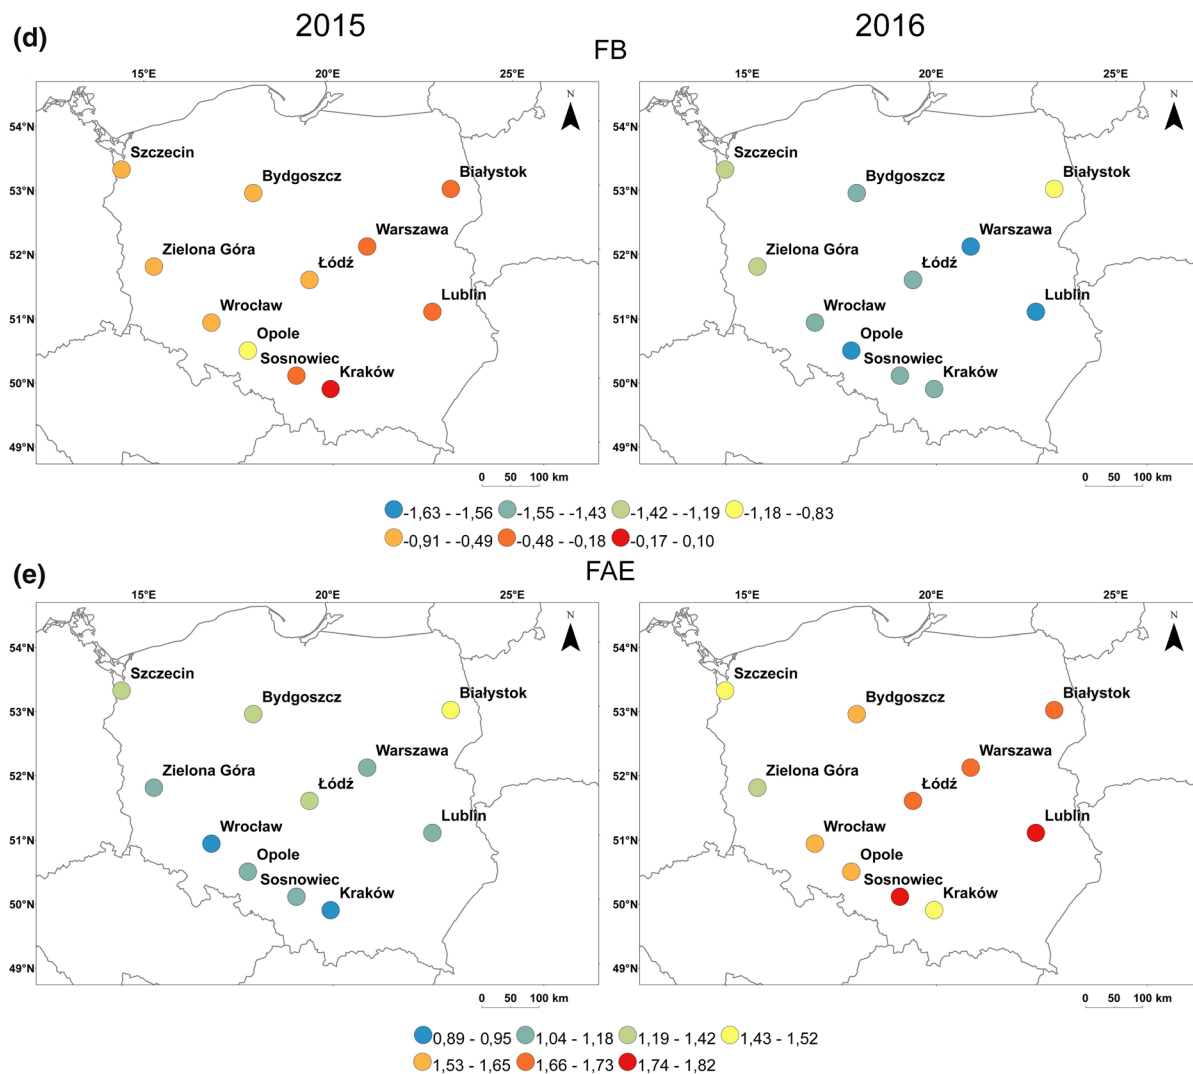 (d) 2015 2016
FB
15°E 20°E 25°E 15°E 20°E 25°E
N N
54°N 54°N
Szczecin Szczecin
Białystok Białystok
Bydgoszcz Bydgoszcz
53°N 53°N
Warszawa Warszawa
Zielona Góra Zielona Góra
52°N 52°N
Łódź Łódź
Lublin Lublin
Wrocław Wrocław
51°N 51°N
Opole Opole
Sosnowiec Sosnowiec
Kraków Kraków
50°N 50°N
49°N 49°N
0 50 100 km 0 50 100 km
-1,63 - -1,56 -1,55 - -1,43 -1,42 - -1,19 -1,18 - -0,83
-0,91 - -0,49 -0,48 - -0,18 -0,17 - 0,10
(e) FAE
15°E 20°E 25°E 15°E 20°E 25°E
N N
54°N 54°N
Szczecin Szczecin
Białystok Białystok
Bydgoszcz Bydgoszcz
53°N 53°N
Warszawa Warszawa
Zielona Góra Zielona Góra
52°N 52°N
Łódź Łódź
Lublin Lublin
Wrocław Wrocław
51°N 51°N
Opole Opole
Sosnowiec Sosnowiec
Kraków Kraków
50°N 50°N
49°N 49°N
0 50 100 km 0 50 100 km
0,89 - 0,95 1,04 - 1,18 1,19 - 1,42 1,43 - 1,52
1,53 - 1,65 1,66 - 1,73 1,74 - 1,82